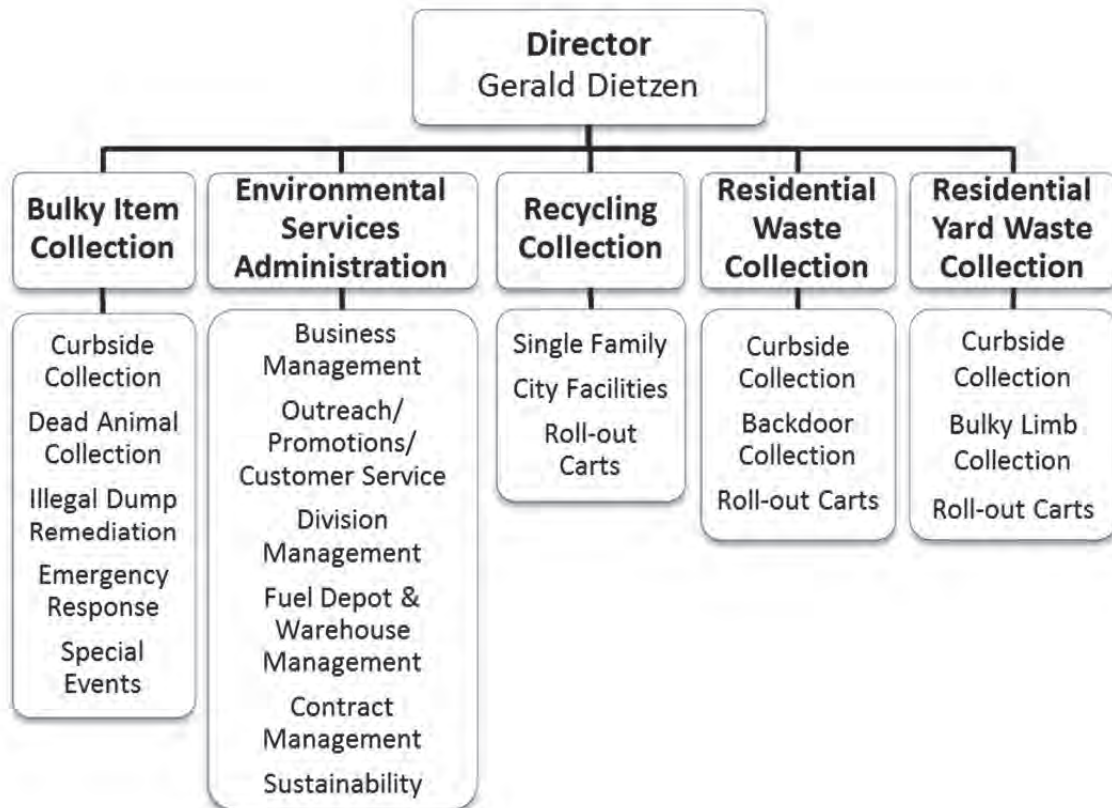 Director
Gerald Dietzen
Bulky Item
Collection
Environmental
Services
Administration
Recycling
Collection
Residential
Waste
Collection
Residential
Yard Waste
Collection
Curbside
Collection
Dead Animal
Collection
Illegal Dump
Remediation
Emergency
Response
Special
Events
Business
Management
Outreach/
Promotions/
Customer Service
Division
Management
Fuel Depot &
Warehouse
Management
Contract
Management
Sustainability
Single Family
City Facilities
Roll-out
Carts
Curbside
Collection
Backdoor
Collection
Roll-out Carts
Curbside
Collection
Bulky Limb
Collection
Roll-out Carts